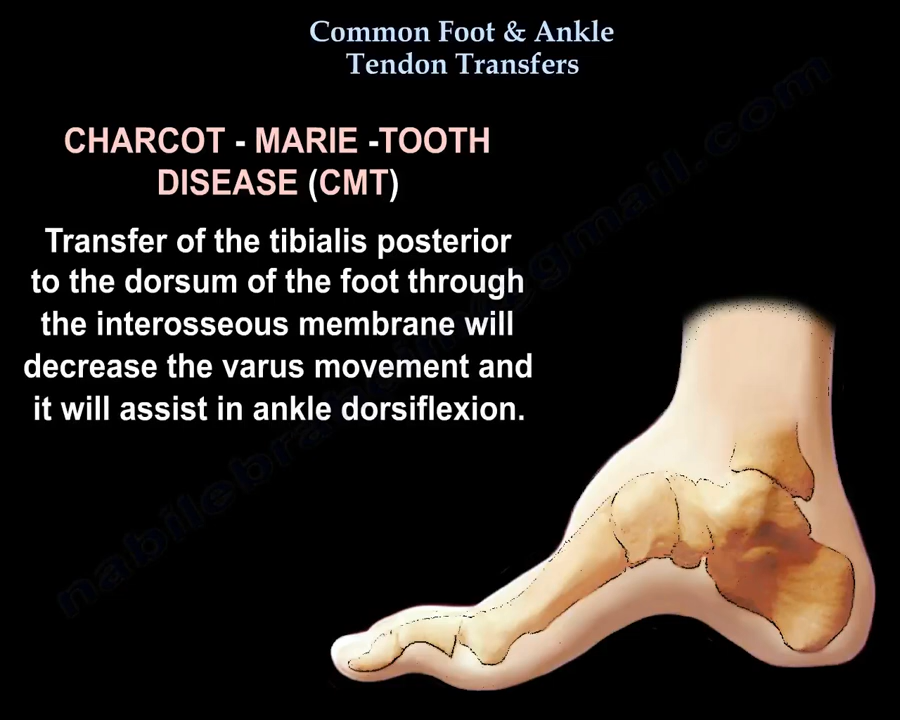 Common Foot & Ankle
Tendon Transfers
CHARCOT - MARIE -TOOTH
DISEASE (CMT)
Transfer of the tibialis posterior
to the dorsum of the foot through
the interosseous membrane will
decrease the varus movement and
it will assist in ankle dorsiflexion.